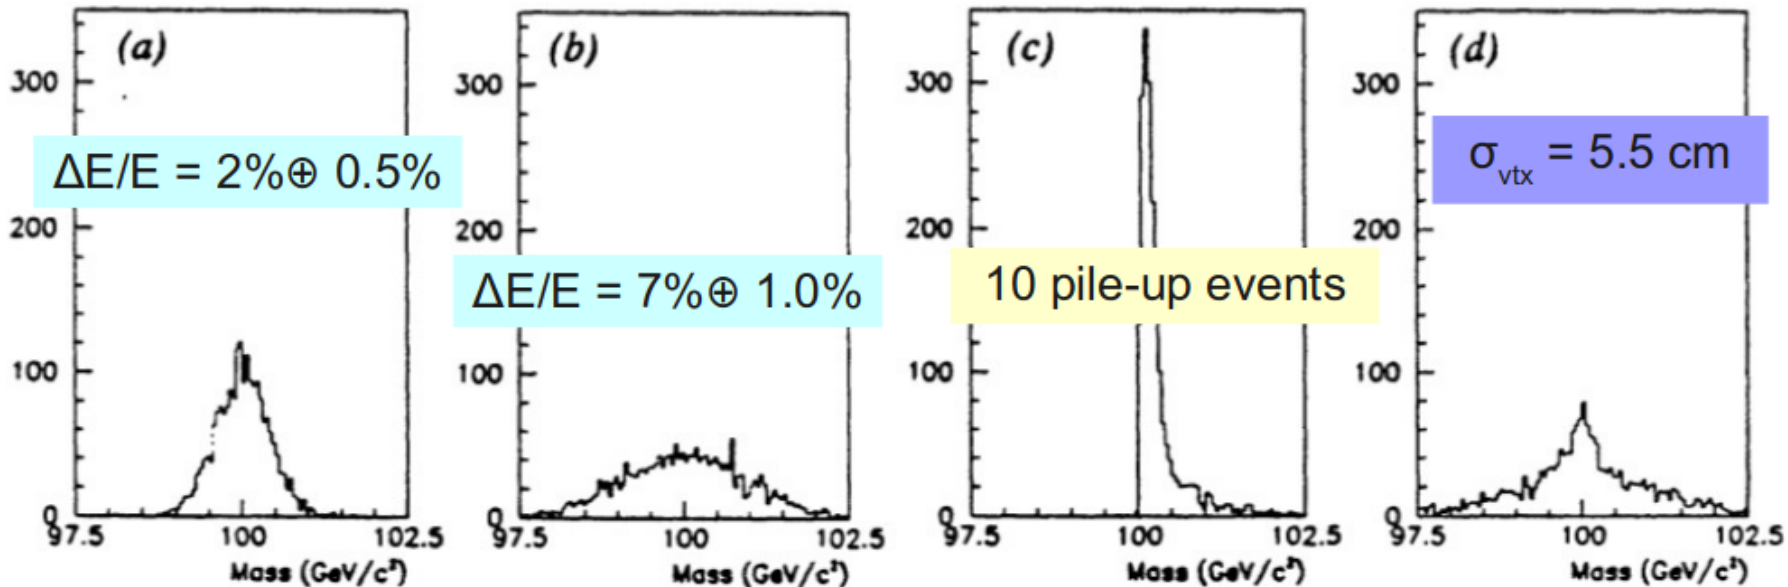 (a)
300
200
100
0
97.5 100 102.5
Mass (GeV/c²)
ΔE/E = 2%⊕ 0.5%
(b)
300
200
100
0
97.5 100 102.5
Mass (GeV/c²)
ΔE/E = 7%⊕ 1.0%
(c)
300
200
100
0
97.5 100 102.5
Mass (GeV/c²)
10 pile-up events
(d)
300
200
100
0
97.5 100 102.5
Mass (GeV/c²)
σvtx = 5.5 cm